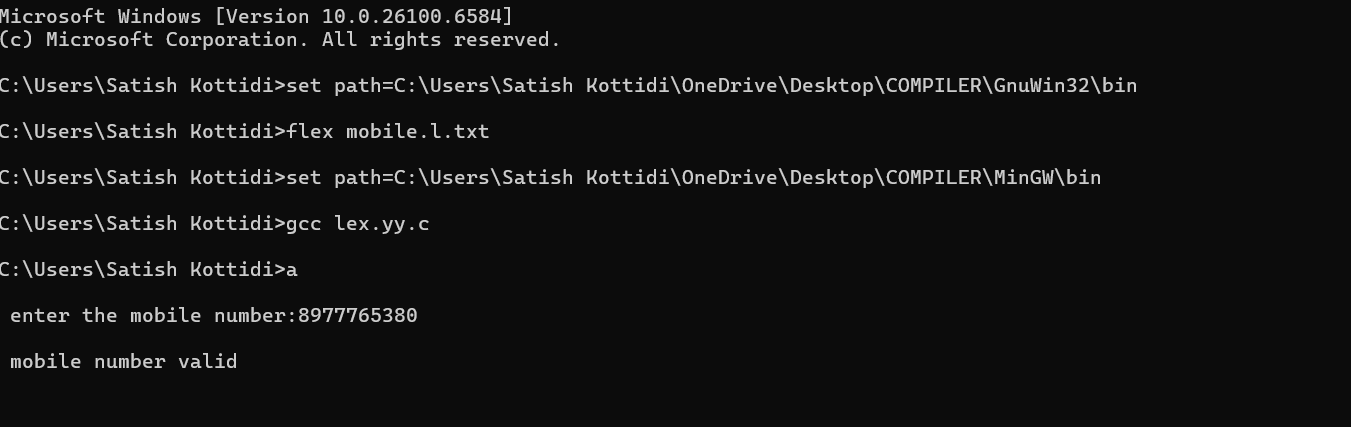 Microsoft Windows [Version 10.0.26100.6584]
(c) Microsoft Corporation. All rights reserved.
C:\Users\Satish Kottidi>set path=C:\Users\Satish Kottidi\OneDrive\Desktop\COMPILER\GnuWin32\bin
C:\Users\Satish Kottidi>flex mobile.l.txt
C:\Users\Satish Kottidi>set path=C:\Users\Satish Kottidi\OneDrive\Desktop\COMPILER\MinGW\bin
C:\Users\Satish Kottidi>gcc lex.yy.c
C:\Users\Satish Kottidi>a
enter the mobile number:8977765380
mobile number valid